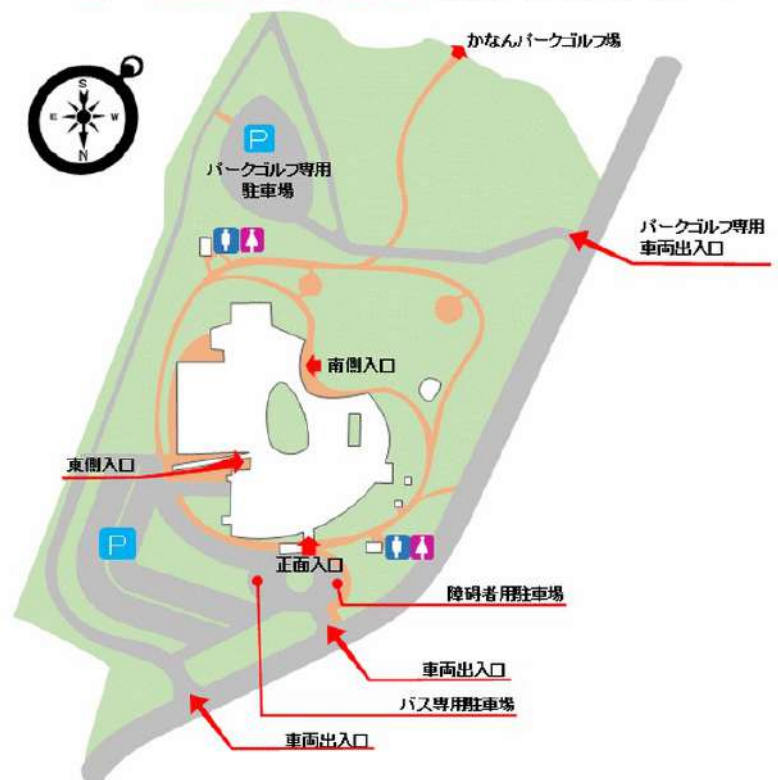 かなんパークゴルフ場
S
E
W
N
P
パークゴルフ専用
駐車場
パークゴルフ専用
車両出入口
南側入口
東側入口
P
正面入口
障碍者用駐車場
車両出入口
バス専用駐車場
車両出入口